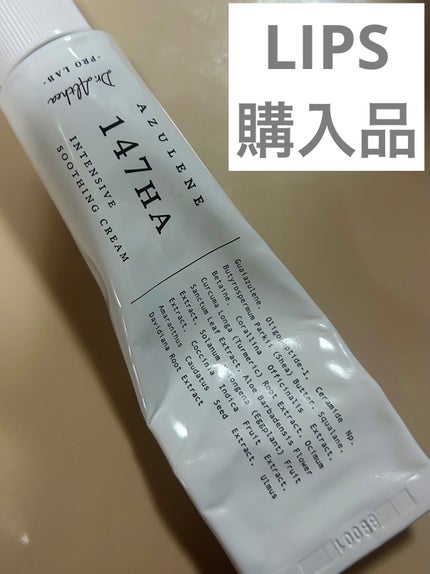 LIPS
購入品
Dr.Althea
-PRO LAB-
AZULENE
147HA
INTENSIVE
SOOTHING CREAM
Guaiazulene, Oligopeptide-1, Ceramide Np,
Butyrospermum Parkii (Shea) Butter, Squalane,
Betaine, Corallina Officinalis Extract,
Curcuma Longa (Turmeric) Root Extract, Ocimum
Sanctum Leaf Extract, Aloe Barbadensis Flower
Extract, Solanum Melongena (Eggplant) Fruit
Extract, Coccinia Indica Fruit Extract,
Amaranthus Caudatus Seed Extract, Ulmus
Davidiana Root Extract